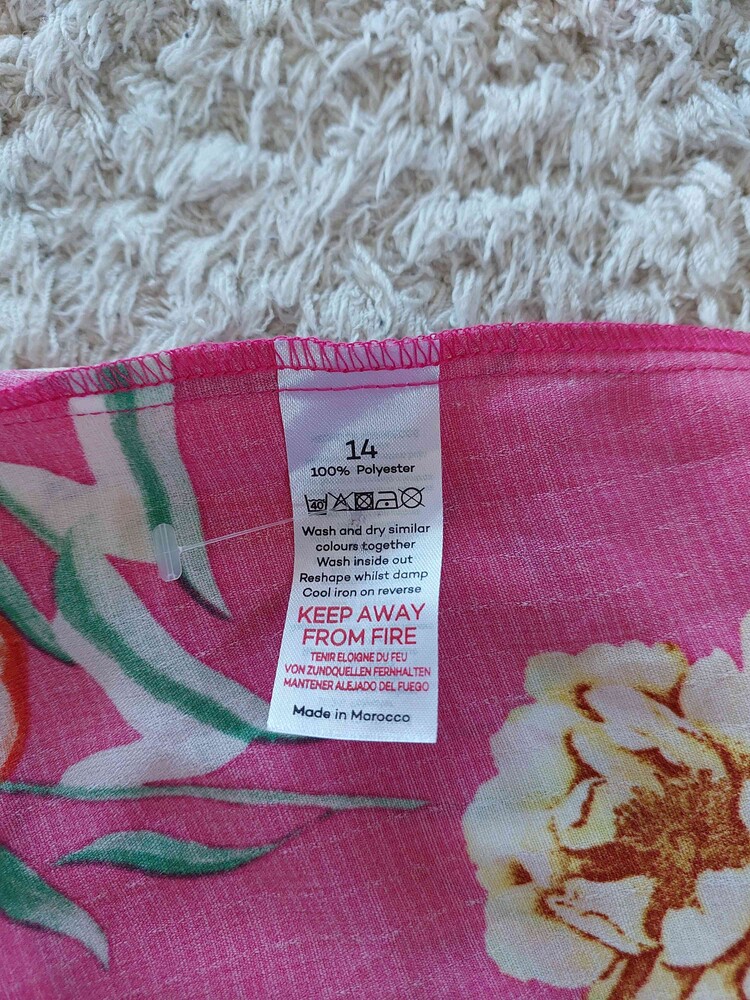 14
100% Polyester
40
Wash and dry similar
colours together
Wash inside out
Reshape whilst damp
Cool iron on reverse
KEEP AWAY
FROM FIRE
TENIR ELOIGNE DU FEU
VON ZUNDQUELLEN FERNHALTEN
MANTENER ALEJADO DEL FUEGO
Made in Morocco